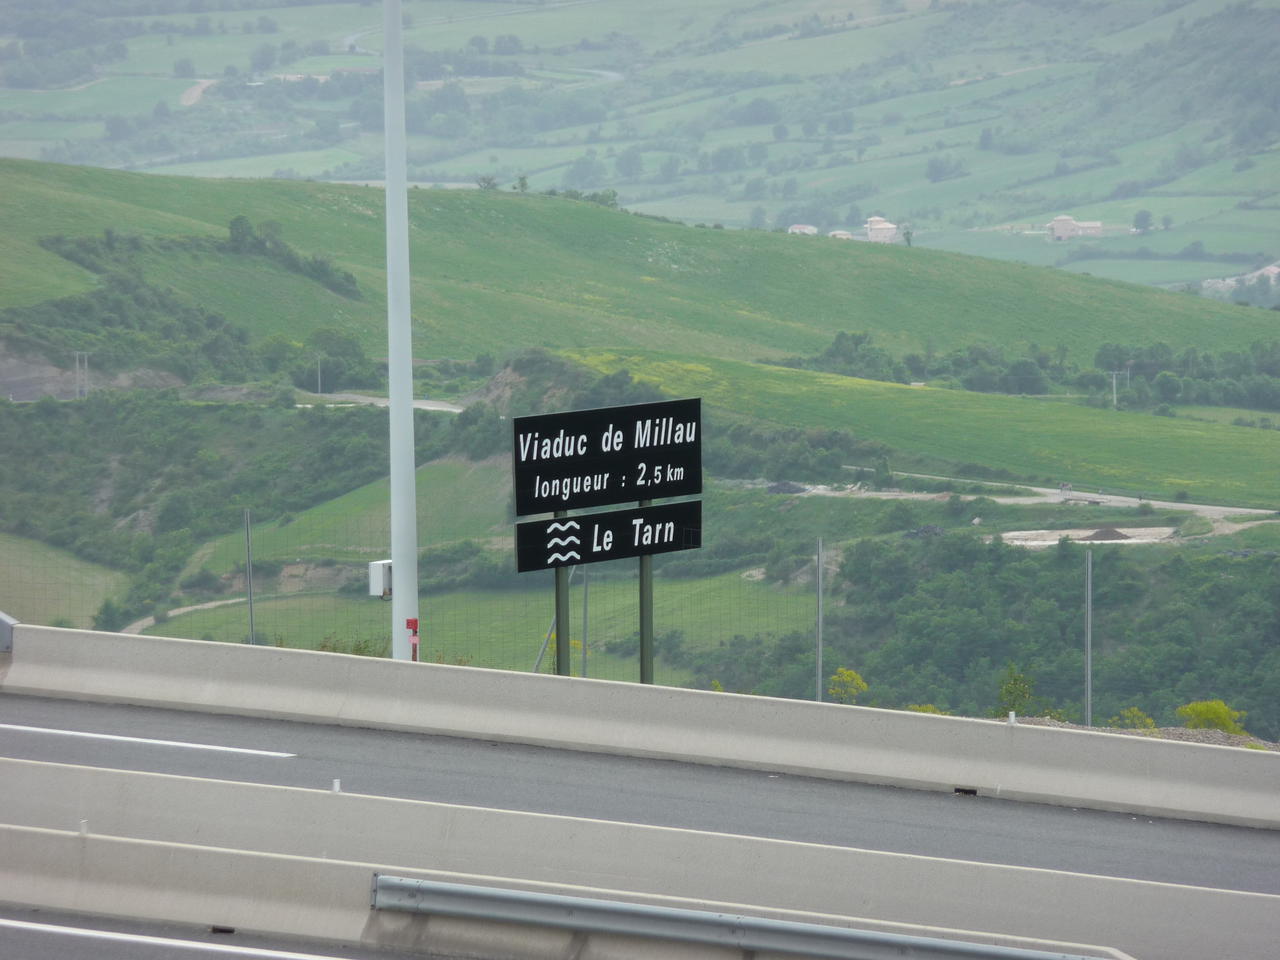 Viaduc de Millau
longueur : 2,5 km
Le Tarn